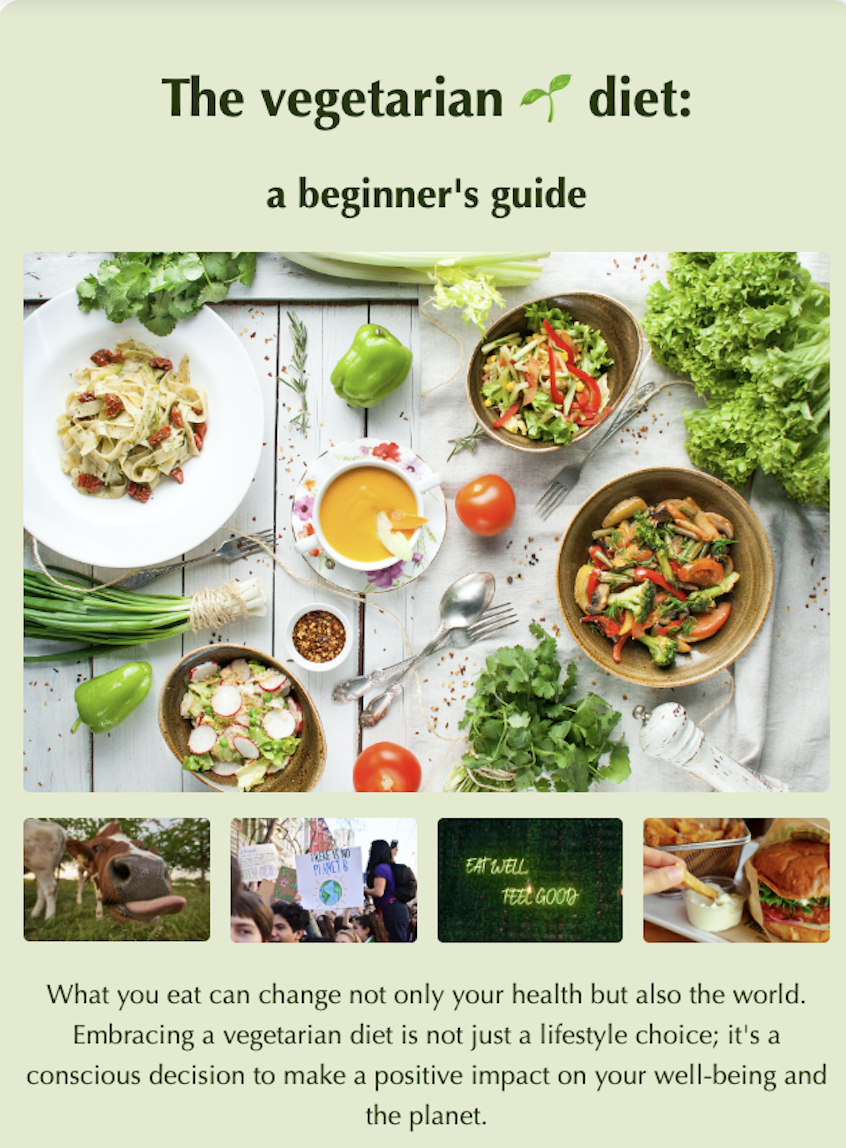 The vegetarian 🌱 diet:
a beginner's guide
THERE IS NO
PLANET B
EAT WELL
FEEL GOOD
What you eat can change not only your health but also the world.
Embracing a vegetarian diet is not just a lifestyle choice; it's a
conscious decision to make a positive impact on your well-being and
the planet.